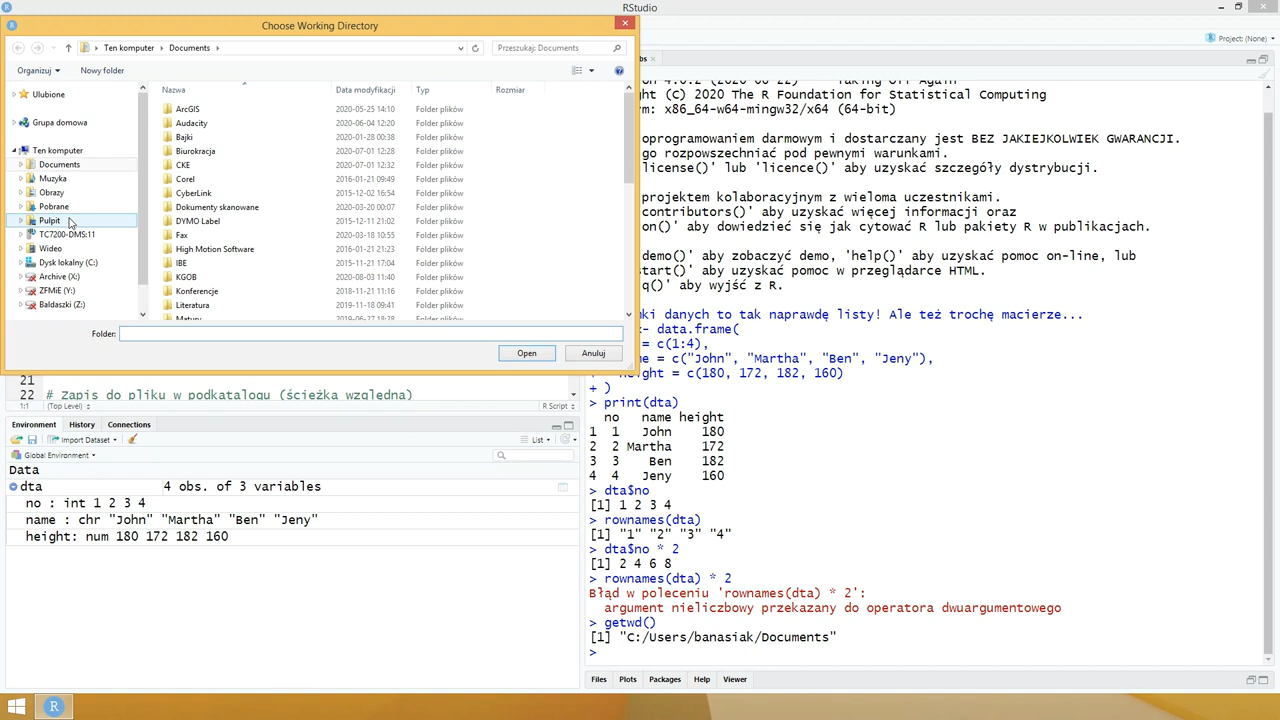 RStudio
Choose Working Directory
Project: (None)
Ten komputer
Documents
Przeszukaj: Documents
Organizuj
New folder
Nazwa
Data modyfikacji
Typ
Rozmiar
Ulubione
Grupa domowa
Ten komputer
Documents
Muzyka
Obrazy
Pobrane
Pulpit
TC7200-DMS:11
Wideo
Dysk lokalny (C:)
Archive (X:)
ZFMiE (Y:)
Baldaszki (Z:)
ArcGIS 2020-05-25 14:10 Folder plików
Audacity 2020-06-04 12:20 Folder plików
Bajki 2020-01-28 00:38 Folder plików
Biurokracja 2020-07-01 12:28 Folder plików
CKE 2020-07-01 12:32 Folder plików
Corel 2016-01-21 09:49 Folder plików
CyberLink 2015-12-02 16:54 Folder plików
Dokumenty skanowane 2020-03-20 00:07 Folder plików
DYMO Label 2015-12-11 21:02 Folder plików
Fax 2020-03-18 10:55 Folder plików
High Motion Software 2016-01-21 21:23 Folder plików
IBE 2015-11-21 17:04 Folder plików
KGOB 2020-08-03 11:40 Folder plików
Konferencje 2018-11-21 11:16 Folder plików
Literatura 2019-11-18 09:41 Folder plików
Matury 2019-06-27 18:28 Folder plików
Folder:
Open
Anuluj
21
22 # Zapis do pliku w podkatalogu (ścieżka względna)
1:1 (Top Level) R Script
Environment History Connections
Import Dataset
List
Global Environment
Data
dta 4 obs. of 3 variables
no : int 1 2 3 4
name : chr "John" "Martha" "Ben" "Jeny"
height: num 180 172 182 160
ght (C) 2020 The R Foundation for Statistical Computing
rm: x86_64-w64-mingw32/x64 (64-bit)
oprogramowaniem darmowym i dostarczany jest BEZ JAKIEJKOLWIEK GWARANCJI.
go rozpowszechniać pod pewnymi warunkami.
license()' lub 'licence()' aby uzyskać szczegóły dystrybucji.
projektem kolaboracyjnym z wieloma uczestnikami.
contributors()' aby uzyskać więcej informacji oraz
on()' aby dowiedzieć się jak cytować R lub pakiety R w publikacjach.
demo()' aby zobaczyć demo, 'help()' aby uzyskać pomoc on-line, lub
start()' aby uzyskać pomoc w przeglądarce HTML.
q()' aby wyjść z R.
ki danych to tak naprawdę listy! Ale też trochę macierze...
<- data.frame(
= c(1:4),
e = c("John", "Martha", "Ben", "Jeny"),
+ height = c(180, 172, 182, 160)
+ )
> print(dta)
no name height
1 1 John 180
2 2 Martha 172
3 3 Ben 182
4 4 Jeny 160
> dta$no
[1] 1 2 3 4
> rownames(dta)
[1] "1" "2" "3" "4"
> dta$no * 2
[1] 2 4 6 8
> rownames(dta) * 2
Błąd w poleceniu 'rownames(dta) * 2':
argument nieliczbowy przekazany do operatora dwuargumentowego
> getwd()
[1] "C:/Users/banasiak/Documents"
>
Files Plots Packages Help Viewer